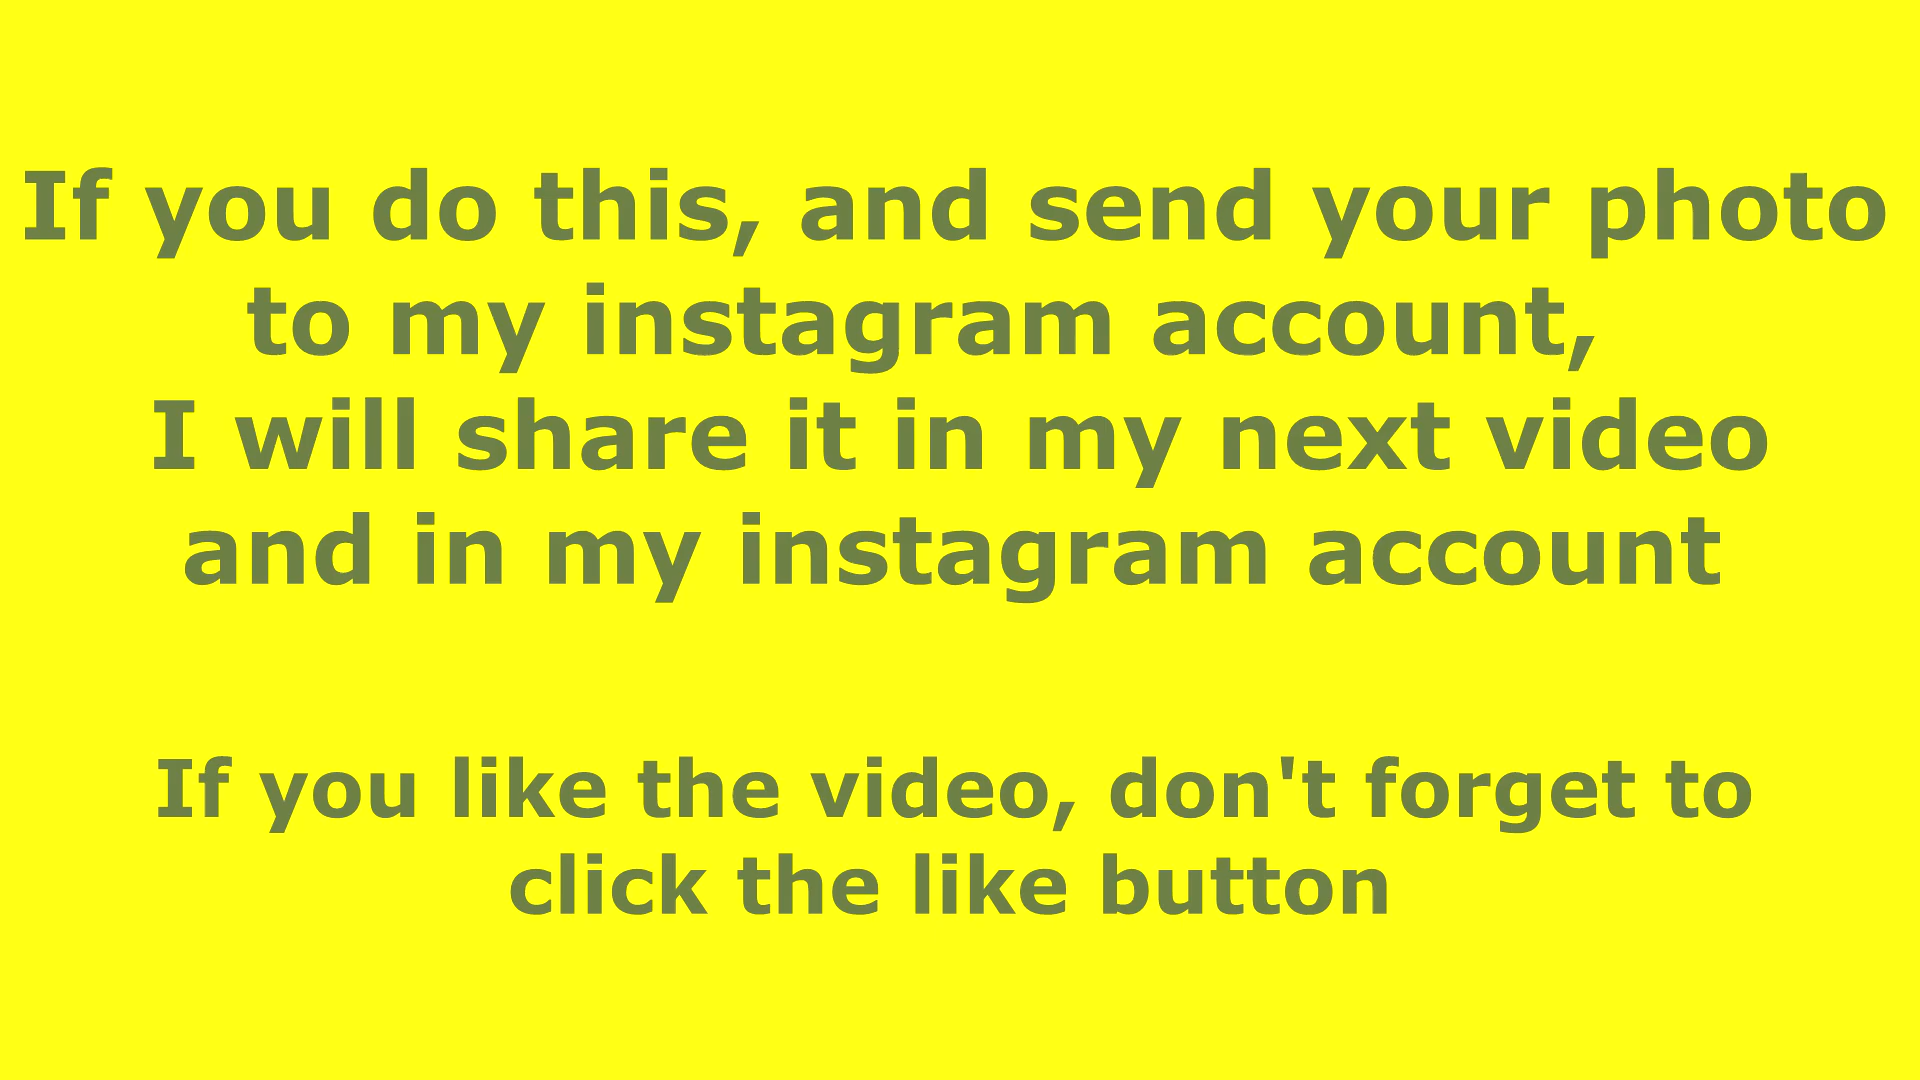 If you do this, and send your photo
to my instagram account,
I will share it in my next video
and in my instagram account
If you like the video, don't forget to
click the like button